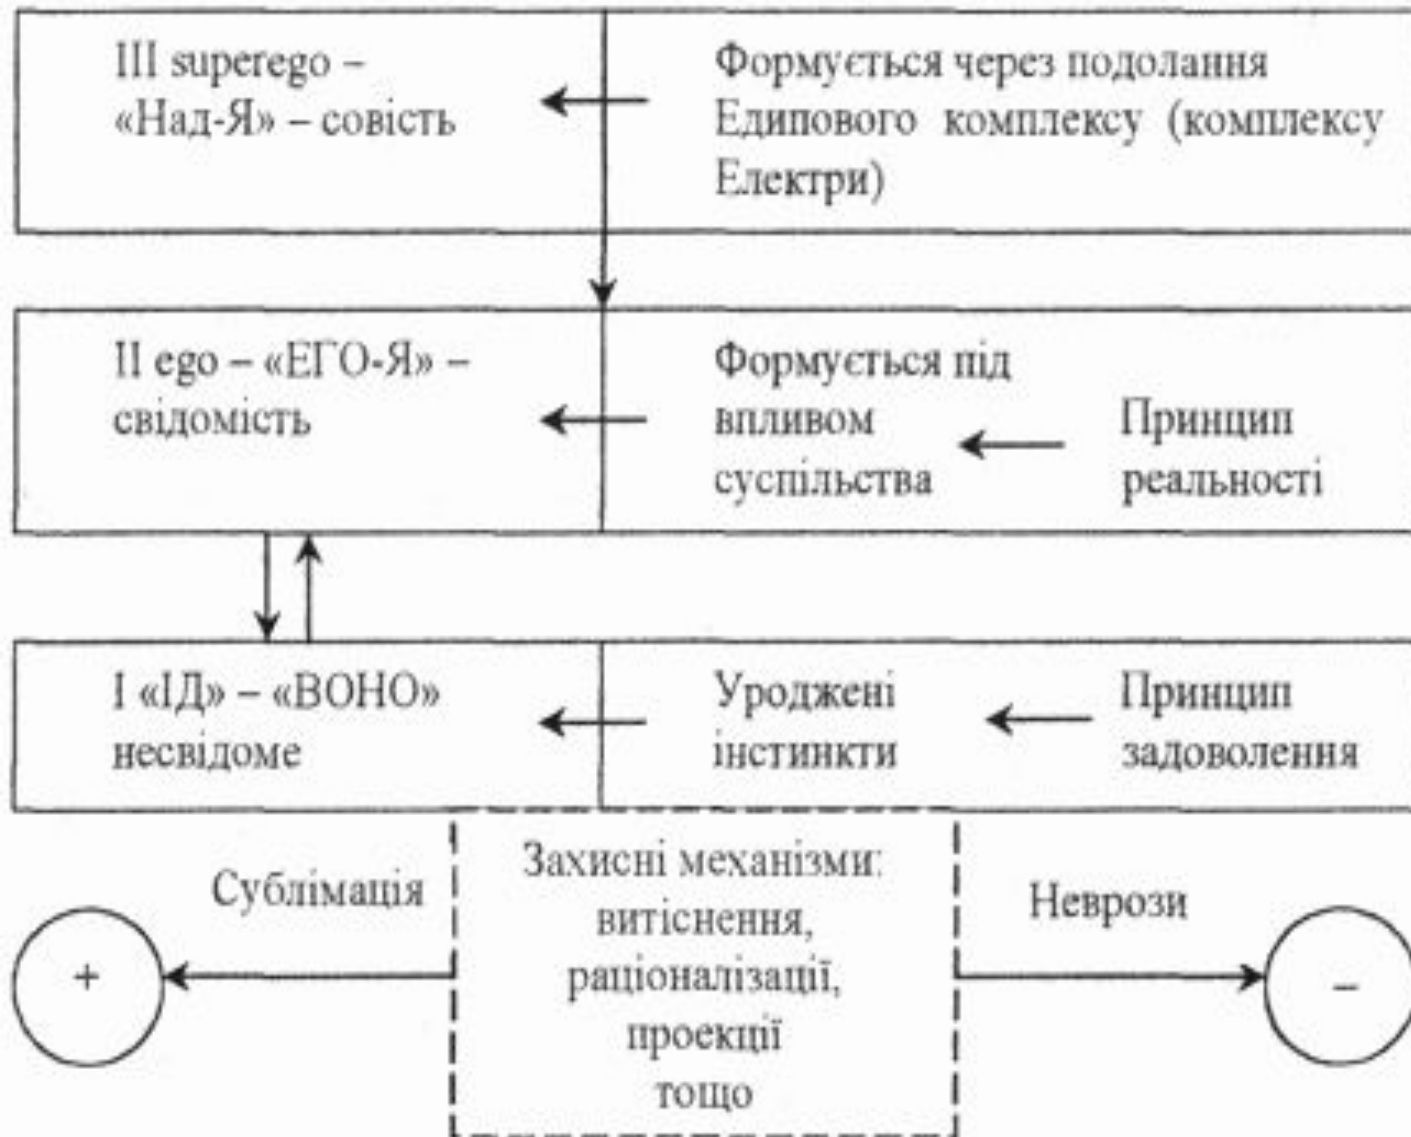 III superego –
«Над-Я» – совість
Формується через подолання
Едипового комплексу (комплексу
Електри)
II ego – «ЕГО-Я» –
свідомість
Формується під
впливом
суспільства
Принцип
реальності
I «ІД» – «ВОНО»
несвідоме
Уроджені
інстинкти
Принцип
задоволення
Сублімація
+
Захисні механізми:
витіснення,
раціоналізації,
проекції
тощо
Неврози
–